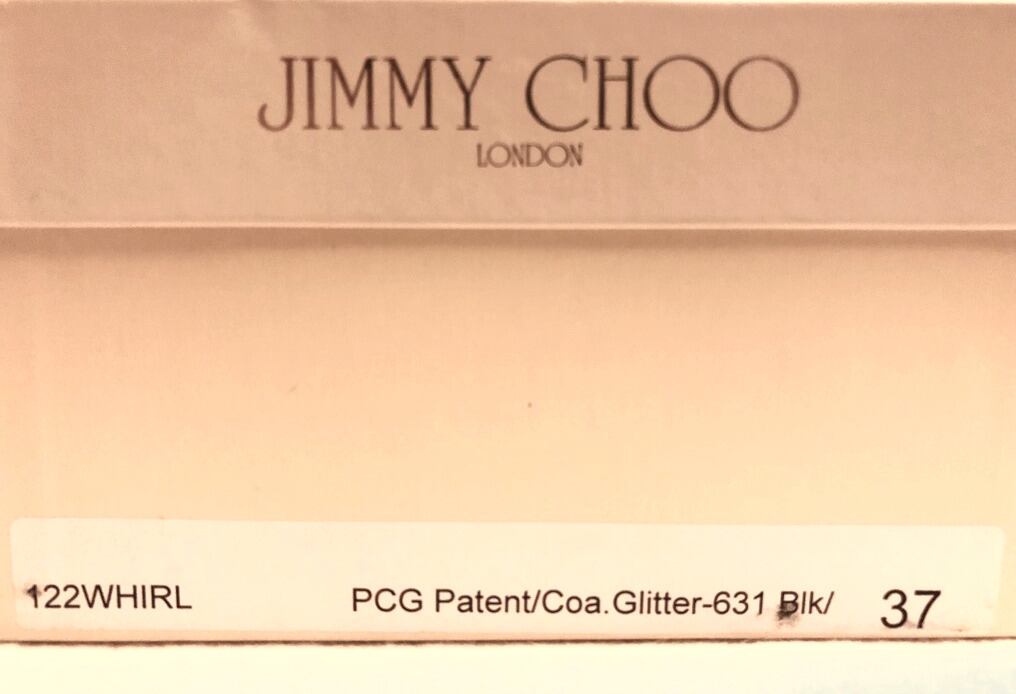 JIMMY CHOO
LONDON
122WHIRL PCG Patent/Coa.Glitter-631 Blk/ 37